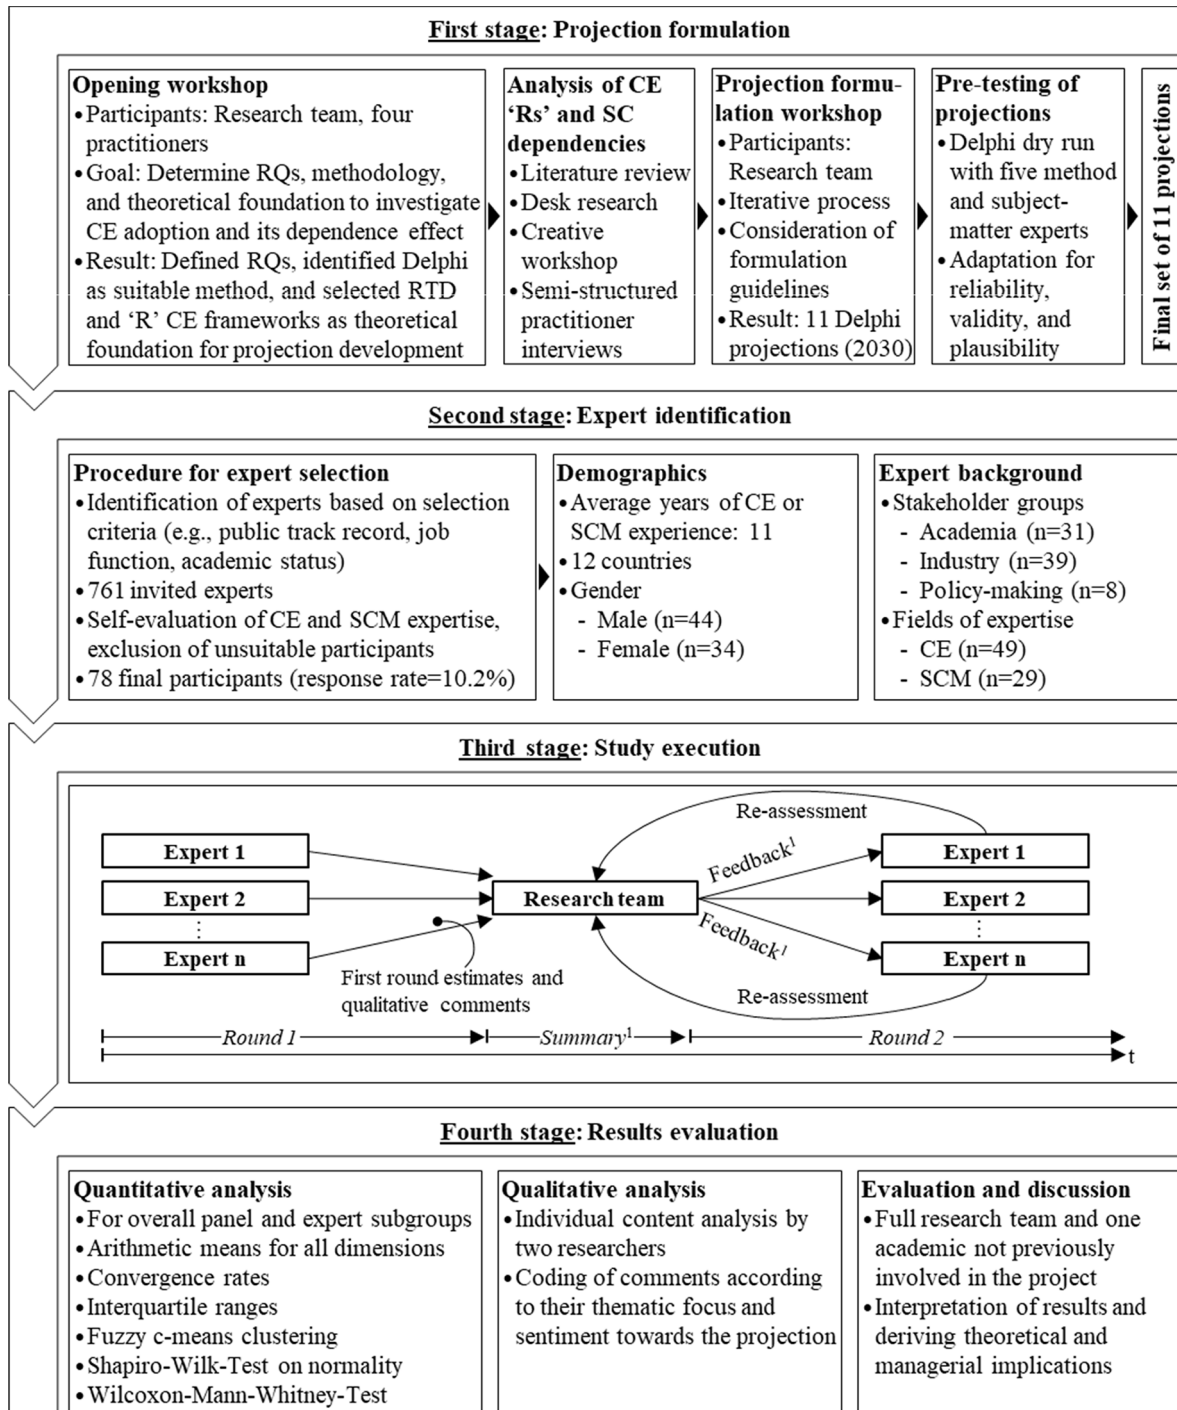 First stage: Projection formulation
Opening workshop
•Participants: Research team, four
practitioners
•Goal: Determine RQs, methodology,
and theoretical foundation to investigate
CE adoption and its dependence effect
•Result: Defined RQs, identified Delphi
as suitable method, and selected RTD
and ‘R’ CE frameworks as theoretical
foundation for projection development
Analysis of CE
‘Rs’ and SC
dependencies
•Literature review
•Desk research
•Creative
workshop
•Semi-structured
practitioner
interviews
Projection formu-
lation workshop
•Participants:
Research team
•Iterative process
•Consideration of
formulation
guidelines
•Result: 11 Delphi
projections (2030)
Pre-testing of
projections
•Delphi dry run
with five method
and subject-
matter experts
•Adaptation for
reliability,
validity, and
plausibility
Final set of 11 projections
Second stage: Expert identification
Procedure for expert selection
•Identification of experts based on selection
criteria (e.g., public track record, job
function, academic status)
•761 invited experts
•Self-evaluation of CE and SCM expertise,
exclusion of unsuitable participants
•78 final participants (response rate=10.2%)
Demographics
•Average years of CE or
SCM experience: 11
•12 countries
•Gender
- Male (n=44)
- Female (n=34)
Expert background
•Stakeholder groups
- Academia (n=31)
- Industry (n=39)
- Policy-making (n=8)
•Fields of expertise
- CE (n=49)
- SCM (n=29)
Third stage: Study execution
Expert 1
Expert 2
Expert n
First round estimates and
qualitative comments
Research team
Re-assessment
Feedback¹
Feedback¹
Re-assessment
Expert 1
Expert 2
Expert n
Round 1
Summary¹
Round 2
t
Fourth stage: Results evaluation
Quantitative analysis
•For overall panel and expert subgroups
•Arithmetic means for all dimensions
•Convergence rates
•Interquartile ranges
•Fuzzy c-means clustering
•Shapiro-Wilk-Test on normality
•Wilcoxon-Mann-Whitney-Test
Qualitative analysis
•Individual content analysis by
two researchers
•Coding of comments according
to their thematic focus and
sentiment towards the projection
Evaluation and discussion
•Full research team and one
academic not previously
involved in the project
•Interpretation of results and
deriving theoretical and
managerial implications